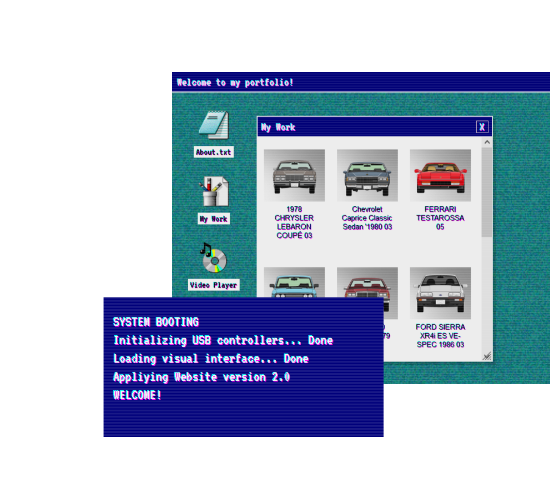 Welcome to my portfolio!
About.txt
My Work
Video Player
My Work
X
1978
CHRYSLER
LEBARON
COUPÉ 03
Chevrolet
Caprice Classic
Sedan '1980 03
FERRARI
TESTAROSSA
05
79
FORD SIERRA
XR4i ES VE-
SPEC 1986 03
SYSTEM BOOTING
Initializing USB controllers... Done
Loading visual interface... Done
Appliying Website version 2.0
WELCOME!